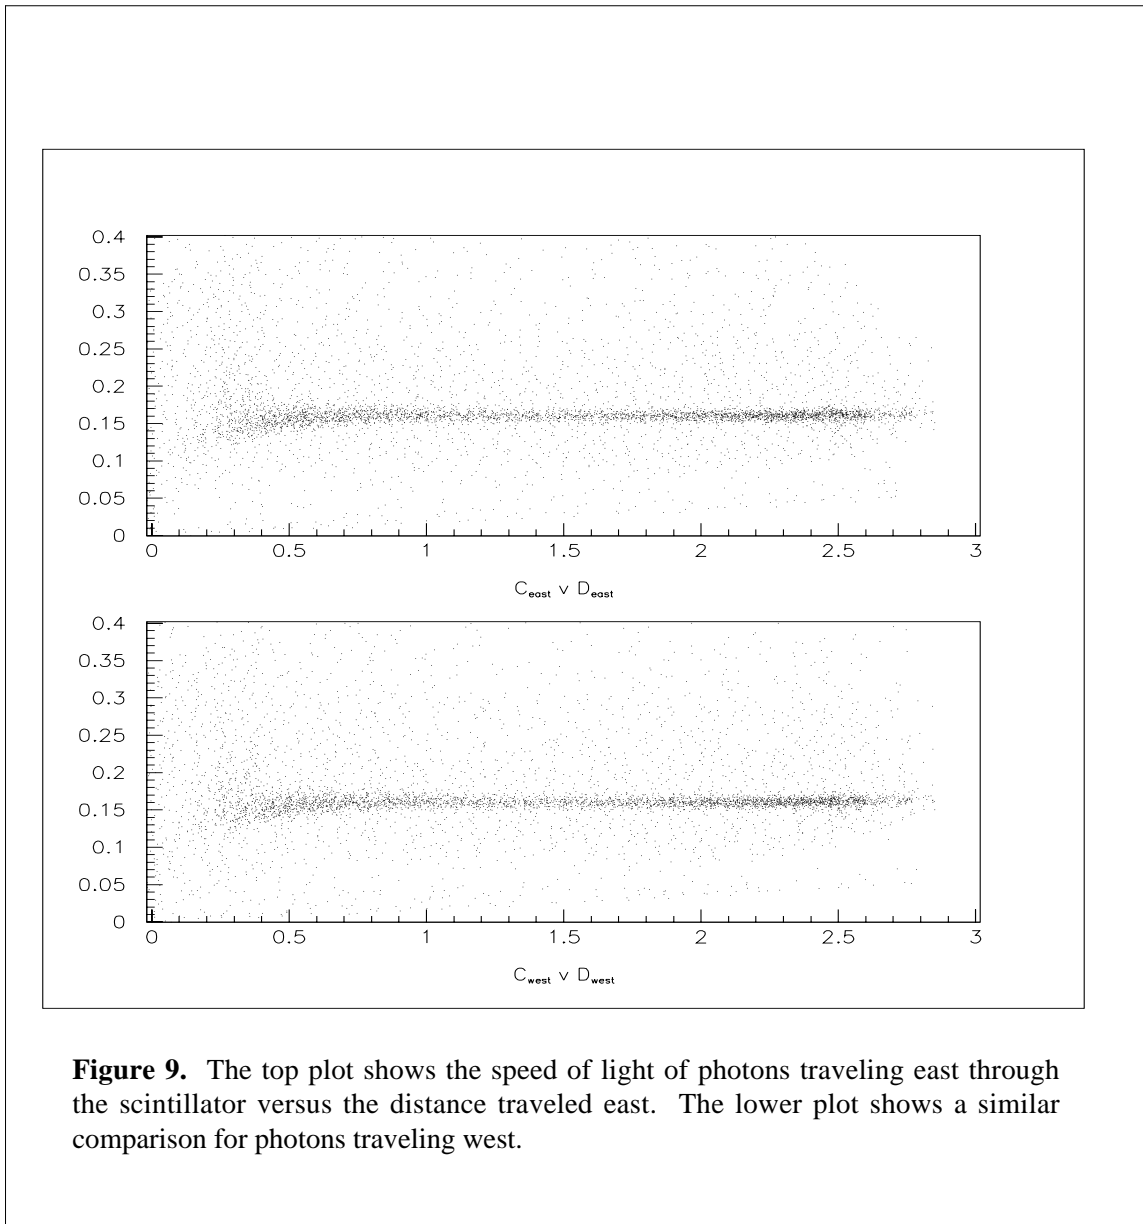 0.4
0.35
0.3
0.25
0.2
0.15
0.1
0.05
0
0 0.5 1 1.5 2 2.5 3
C east v D east
0.4
0.35
0.3
0.25
0.2
0.15
0.1
0.05
0
0 0.5 1 1.5 2 2.5 3
C west v D west
Figure 9. The top plot shows the speed of light of photons traveling east through
the scintillator versus the distance traveled east. The lower plot shows a similar
comparison for photons traveling west.